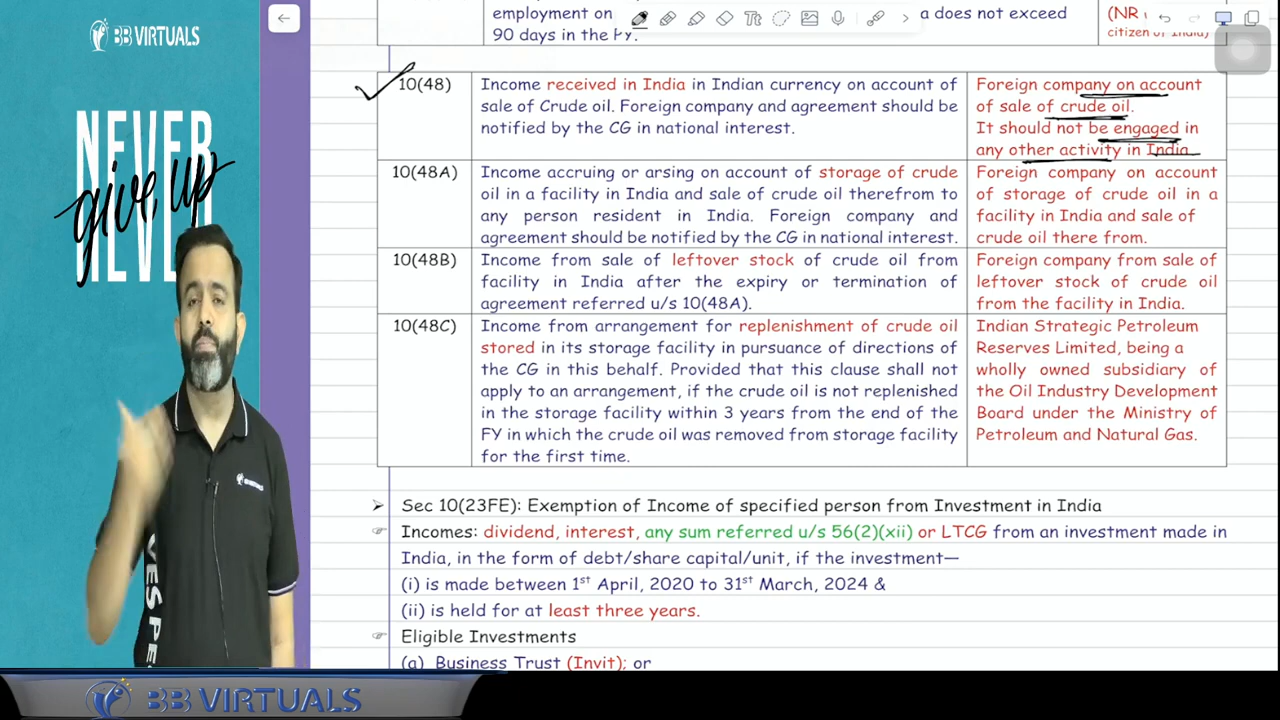 BB VIRTUALS
NEVER
give up
NEVER
employment on
a does not exceed
90 days in the FY.
(NR
citizen of India)
10(48)
Income received in India in Indian currency on account of
sale of Crude oil. Foreign company and agreement should be
notified by the CG in national interest.
Foreign company on account
of sale of crude oil.
It should not be engaged in
any other activity in India
10(48A)
Income accruing or arsing on account of storage of crude
oil in a facility in India and sale of crude oil therefrom to
any person resident in India. Foreign company and
agreement should be notified by the CG in national interest.
Foreign company on account
of storage of crude oil in a
facility in India and sale of
crude oil there from.
10(48B)
Income from sale of leftover stock of crude oil from
facility in India after the expiry or termination of
agreement referred u/s 10(48A).
Foreign company from sale of
leftover stock of crude oil
from the facility in India.
10(48C)
Income from arrangement for replenishment of crude oil
stored in its storage facility in pursuance of directions of
the CG in this behalf. Provided that this clause shall not
apply to an arrangement, if the crude oil is not replenished
in the storage facility within 3 years from the end of the
FY in which the crude oil was removed from storage facility
for the first time.
Indian Strategic Petroleum
Reserves Limited, being a
wholly owned subsidiary of
the Oil Industry Development
Board under the Ministry of
Petroleum and Natural Gas.
➢ Sec 10(23FE): Exemption of Income of specified person from Investment in India
☞ Incomes: dividend, interest, any sum referred u/s 56(2)(xii) or LTCG from an investment made in
India, in the form of debt/share capital/unit, if the investment—
(i) is made between 1st April, 2020 to 31st March, 2024 &
(ii) is held for at least three years.
☞ Eligible Investments
(a) Business Trust (Invit); or
BB VIRTUALS